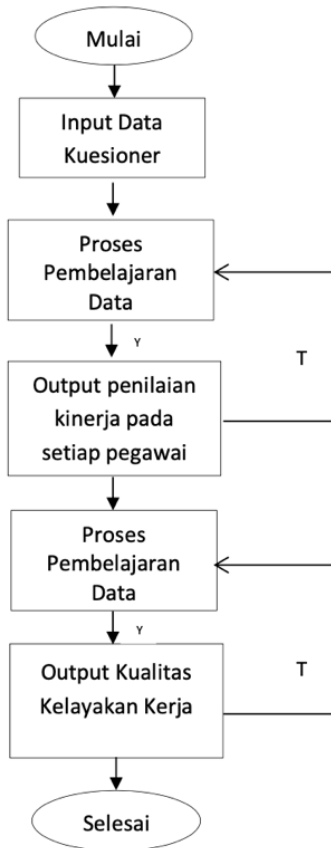 Mulai
Input Data
Kuesioner
Proses
Pembelajaran
Data
Y
T
Output penilaian
kinerja pada
setiap pegawai
Proses
Pembelajaran
Data
Y
T
Output Kualitas
Kelayakan Kerja
Selesai